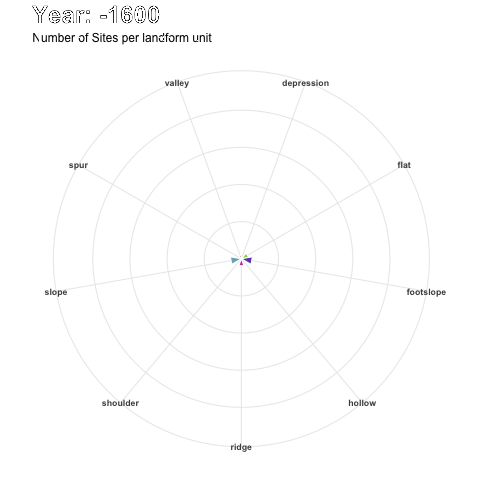 Year: -1600
Number of Sites per landform unit
valley
depression
spur
flat
slope
footslope
shoulder
hollow
ridge